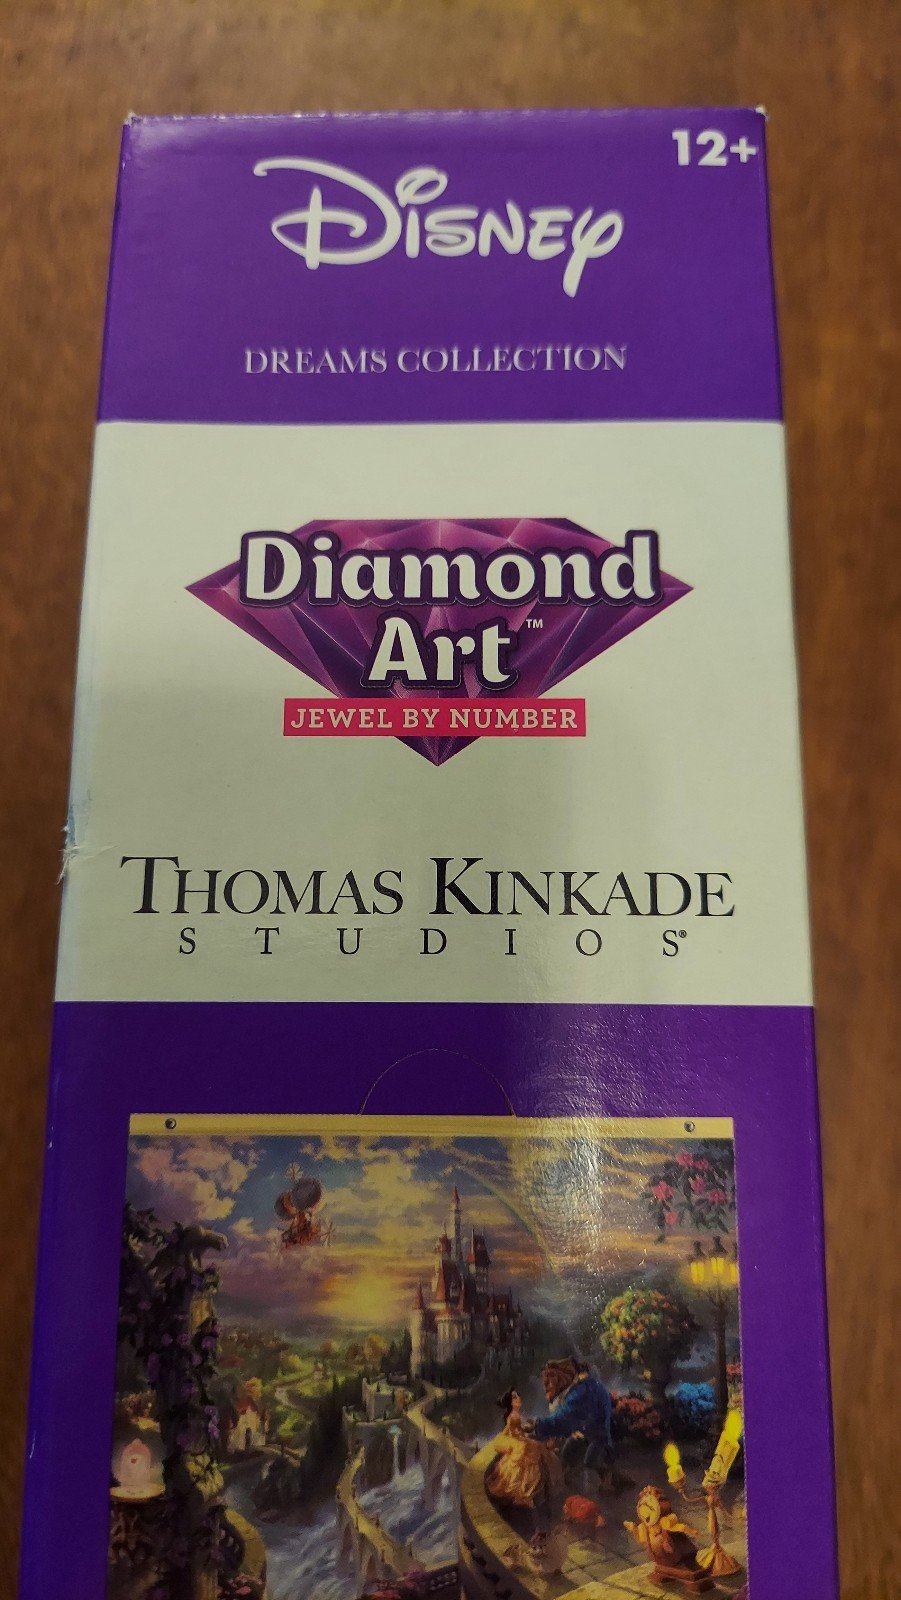 12+
Disney
DREAMS COLLECTION
Diamond
Art™
JEWEL BY NUMBER
THOMAS KINKADE
STUDIOS®